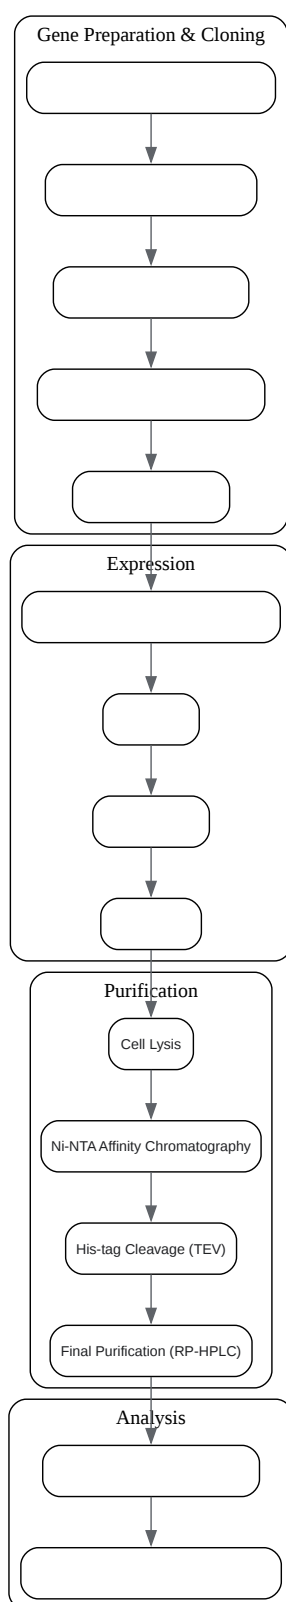 Gene Preparation & Cloning
Expression
Purification
Cell Lysis
Ni-NTA Affinity Chromatography
His-tag Cleavage (TEV)
Final Purification (RP-HPLC)
Analysis